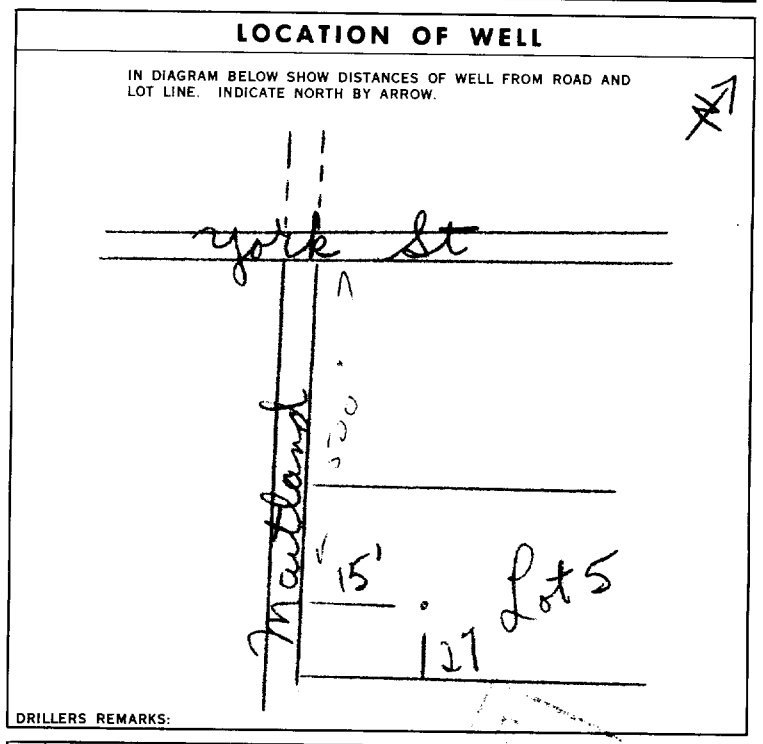 LOCATION OF WELL
IN DIAGRAM BELOW SHOW DISTANCES OF WELL FROM ROAD AND
LOT LINE. INDICATE NORTH BY ARROW.
N
York St
Maitland
15'
Lot 5
27
DRILLERS REMARKS: